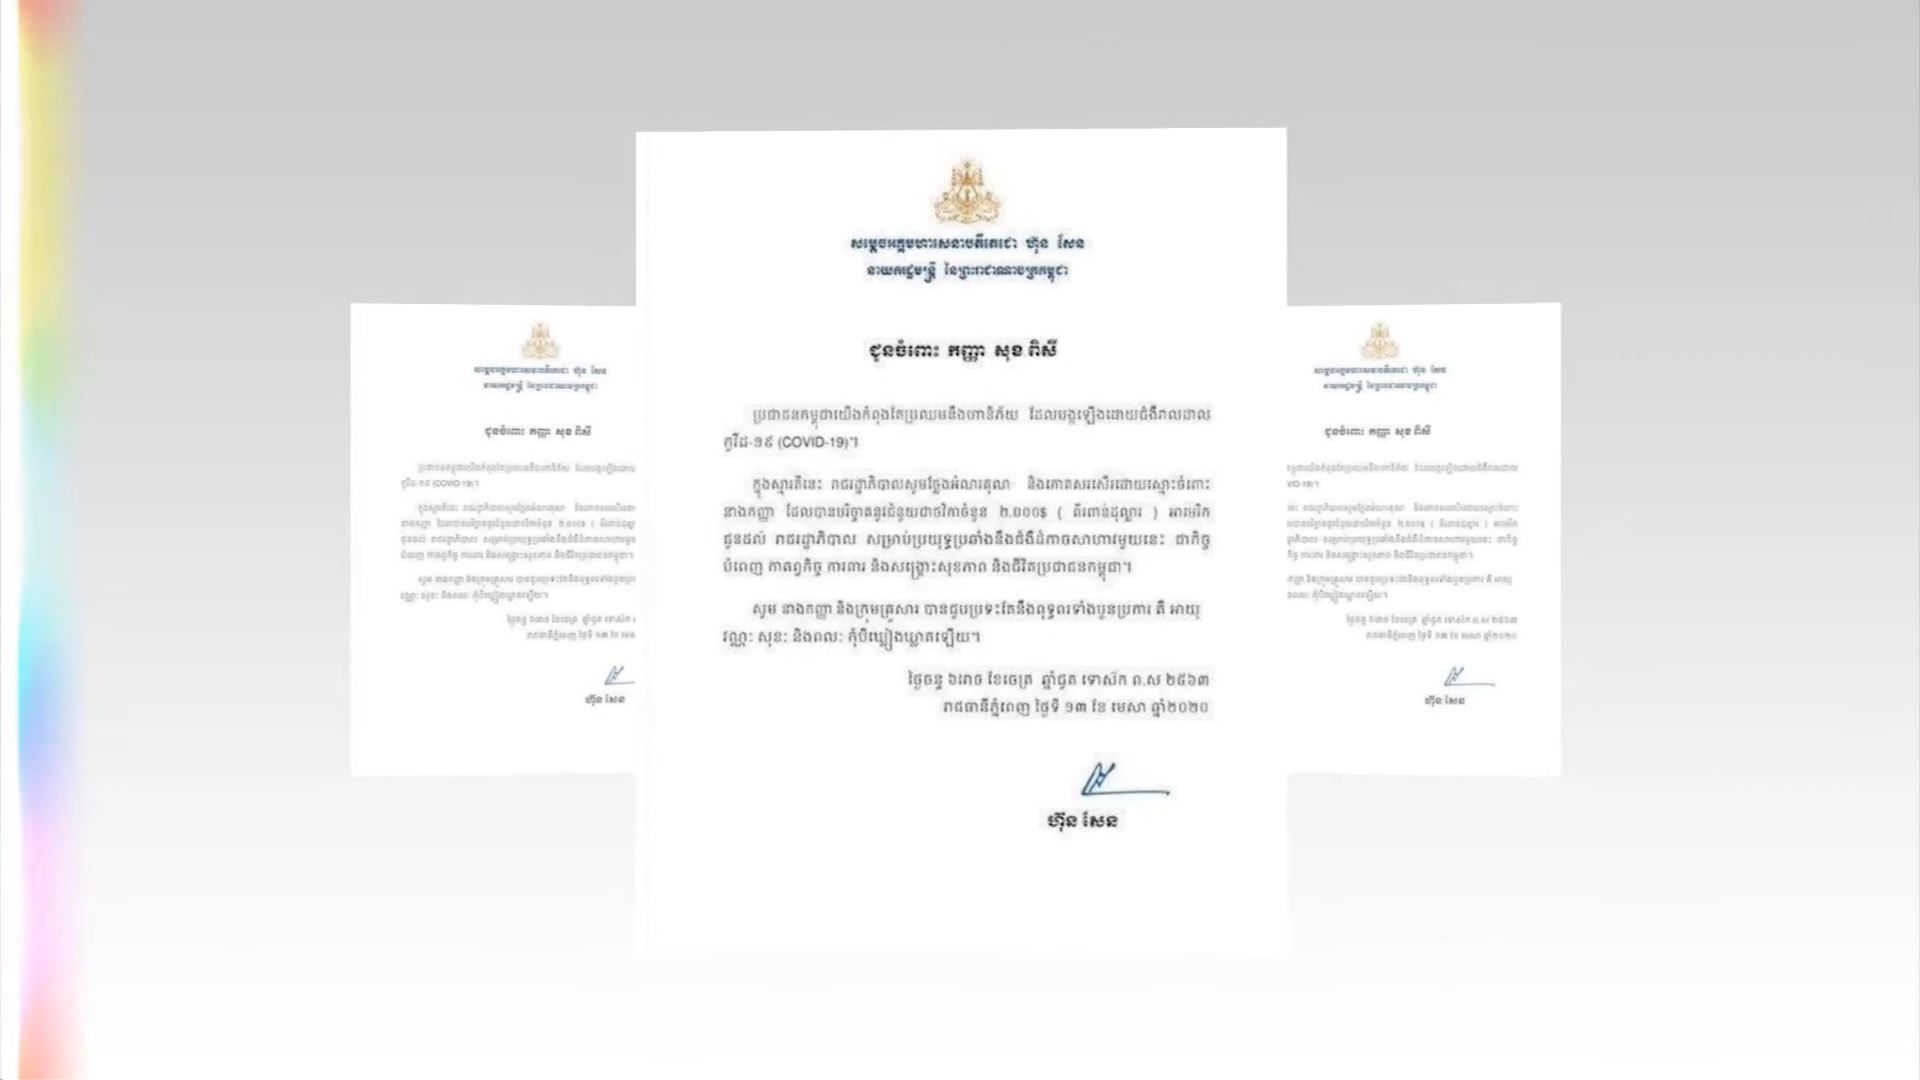 សម្តេចអគ្គមហាសេនាបតីតេជោ ហ៊ុន សែន
នាយករដ្ឋមន្ត្រី នៃព្រះរាជាណាចក្រកម្ពុជា
ជូនចំពោះ កញ្ញា សុខ ពិសី
ប្រជាជនកម្ពុជាយើងកំពុងតែប្រឈមនឹងហានិភ័យ ដែលបង្កឡើងដោយជំងឺរាលដាល
កូវីដ-១៩ (COVID-19)។
ក្នុងស្មារតីនេះ រាជរដ្ឋាភិបាលសូមថ្លែងអំណរគុណ និងកោតសរសើរដោយស្មោះចំពោះ
នាងកញ្ញា ដែលបានបរិច្ចាគនូវជំនួយជាថវិកាចំនួន ២.០០០$ ( ពីរពាន់ដុល្លារ ) អាមេរិក
ជូនដល់ រាជរដ្ឋាភិបាល សម្រាប់ប្រយុទ្ធប្រឆាំងនឹងជំងឺដ៏កាចសាហាវមួយនេះ ជាកិច្ច
បំពេញ កាតព្វកិច្ច ការពារ និងសង្គ្រោះសុខភាព និងជីវិតប្រជាជនកម្ពុជា។
សូម នាងកញ្ញា និងក្រុមគ្រួសារ បានជួបប្រទះតែនឹងពុទ្ធពរទាំងបួនប្រការ គឺ អាយុ
វណ្ណៈ សុខៈ និងពលៈ កុំបីឃ្លៀងឃ្លាតឡើយ។
ថ្ងៃចន្ទ ៦រោច ខែចេត្រ ឆ្នាំជូត ទោស័ក ព.ស ២៥៦៣
រាជធានីភ្នំពេញ ថ្ងៃទី ១៣ ខែ មេសា ឆ្នាំ២០២០
ហ៊ុន សែន